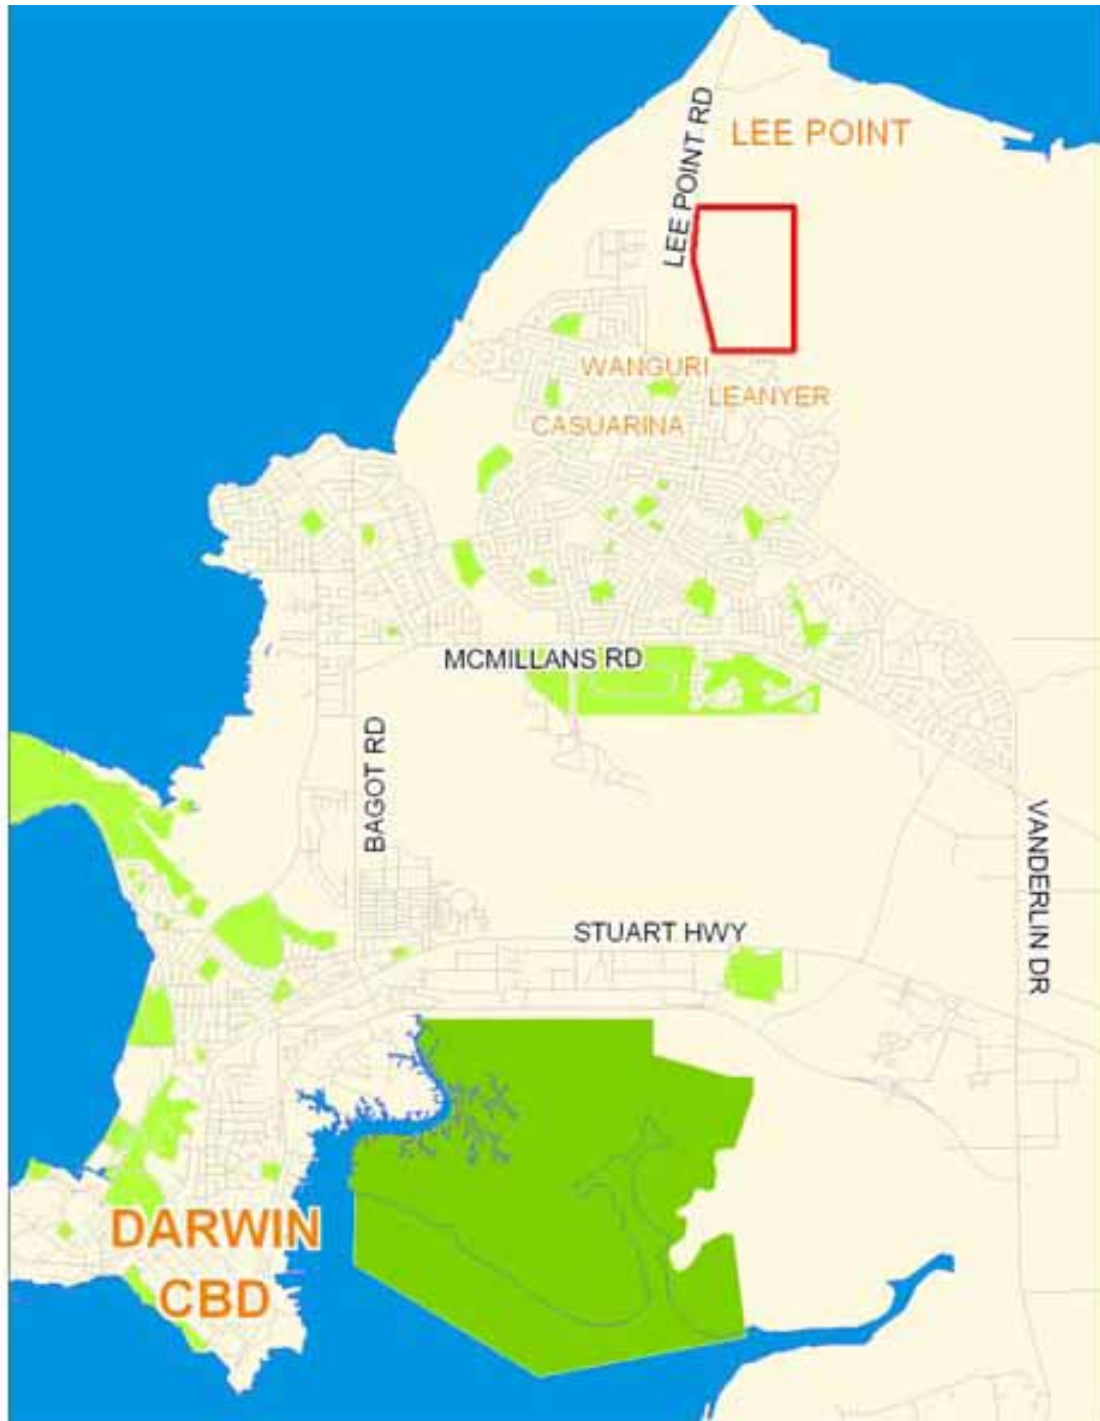 LEE POINT RD
LEE POINT
WANGURI
LEANYER
CASUARINA
MCMILLANS RD
BAGOT RD
VANDERLIN DR
STUART HWY
DARWIN
CBD